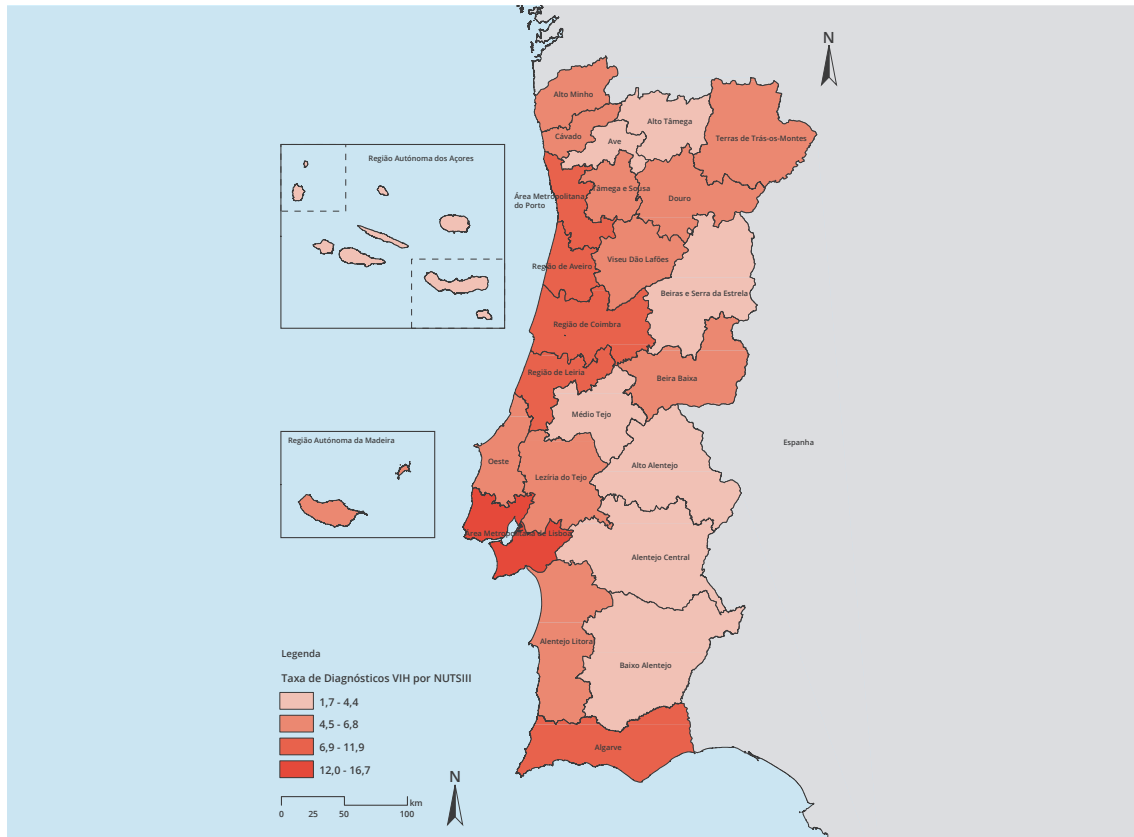 N
Alto Minho
Alto Tâmega
Cávado
Terras de Trás-os-Montes
Ave
Região Autónoma dos Açores
Tâmega e Sousa
Área Metropolitana
do Porto
Douro
Viseu Dão Lafões
Região de Aveiro
Beiras e Serra da Estrela
Região de Coimbra
Região de Leiria
Beira Baixa
Médio Tejo
Região Autónoma da Madeira
Espanha
Oeste
Alto Alentejo
Lezíria do Tejo
Área Metropolitana de Lisboa
Alentejo Central
Alentejo Litoral
Baixo Alentejo
Algarve
Legenda
Taxa de Diagnósticos VIH por NUTSIII
1,7 - 4,4
4,5 - 6,8
6,9 - 11,9
12,0 - 16,7
N
km
0 25 50 100